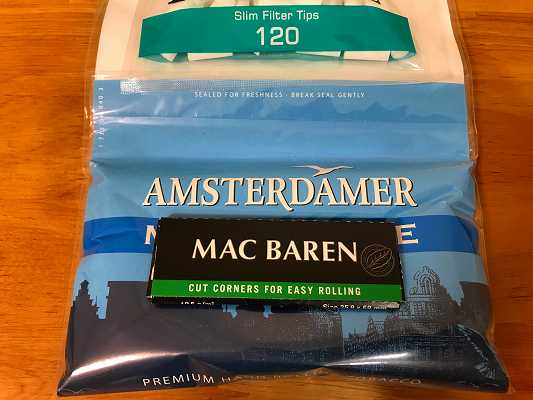 Slim Filter Tips
120
SEALED FOR FRESHNESS - BREAK SEAL GENTLY
AMSTERDAMER
MAC BAREN
CUT CORNERS FOR EASY ROLLING
PREMIUM